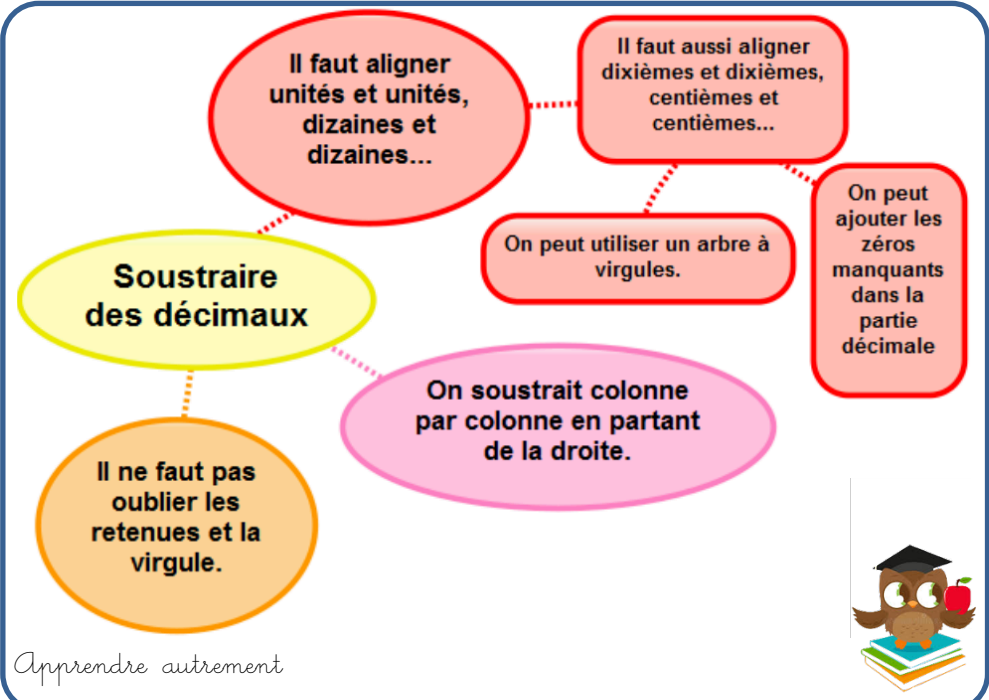 Il faut aligner
unités et unités,
dizaines et
dizaines...
Il faut aussi aligner
dixièmes et dixièmes,
centièmes et
centièmes...
On peut utiliser un arbre à
virgules.
On peut
ajouter les
zéros
manquants
dans la
partie
décimale
Soustraire
des décimaux
On soustrait colonne
par colonne en partant
de la droite.
Il ne faut pas
oublier les
retenues et la
virgule.
Apprendre autrement